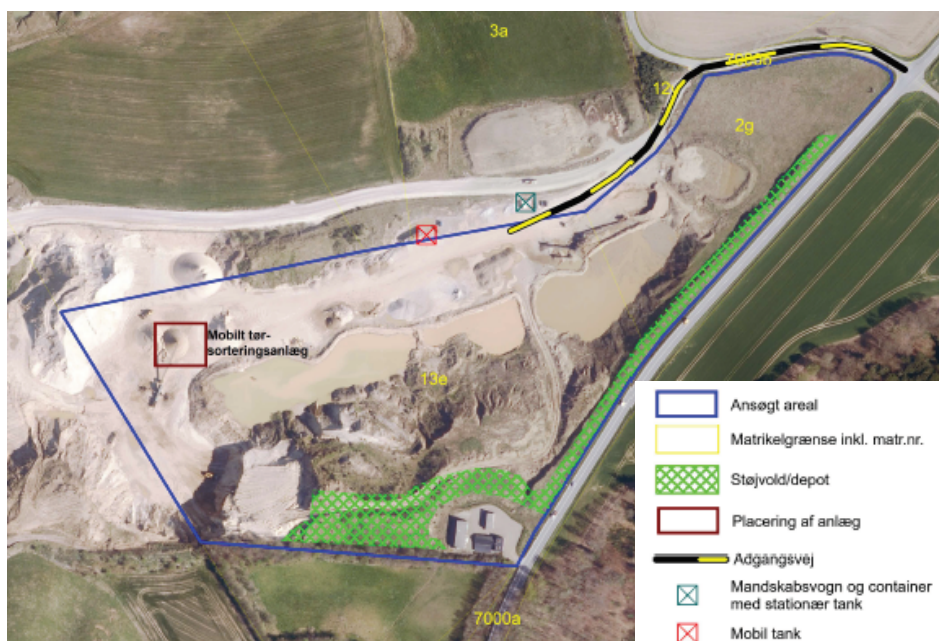 3a
7000b
12
2g
Mobilt tør-
sorteringsanlæg
13e
7000a
Ansøgt areal
Matrikelgrænse inkl. matr.nr.
Støjvold/depot
Placering af anlæg
Adgangsvej
Mandskabsvogn og container
med stationær tank
Mobil tank